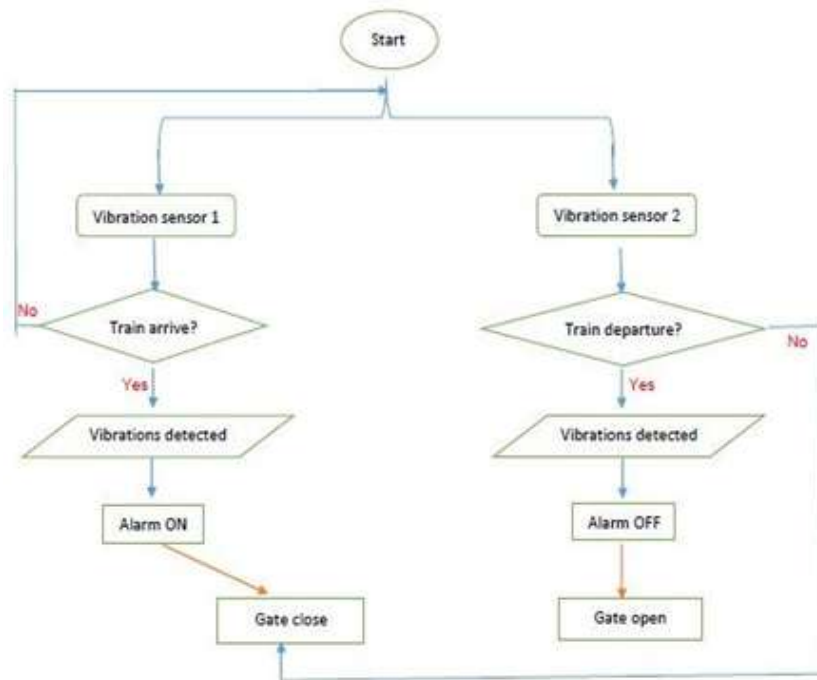 Start
Vibration sensor 1
Vibration sensor 2
No
Train arrive?
Train departure?
No
Yes
Yes
Vibrations detected
Vibrations detected
Alarm ON
Alarm OFF
Gate close
Gate open